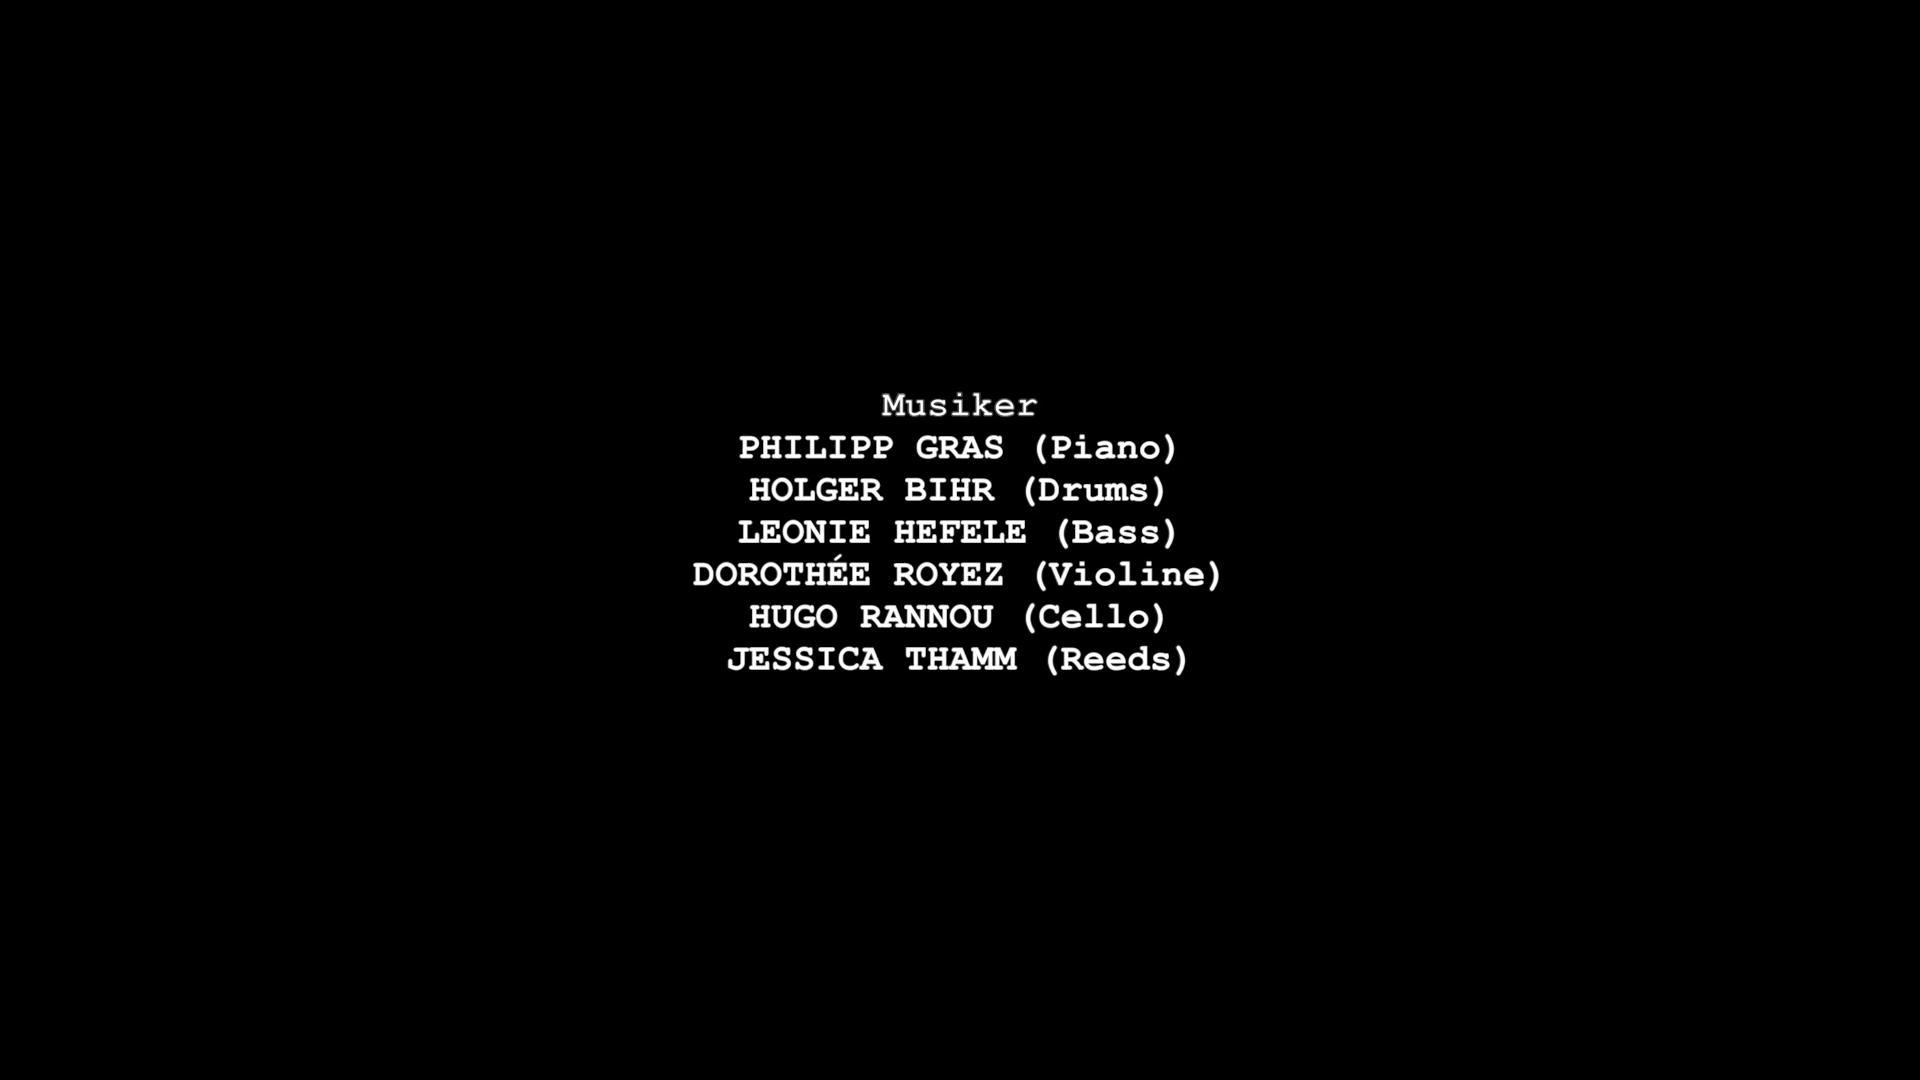 Musiker
PHILIPP GRAS (Piano)
HOLGER BIHR (Drums)
LEONIE HEFELE (Bass)
DOROTHÉE ROYEZ (Violine)
HUGO RANNOU (Cello)
JESSICA THAMM (Reeds)